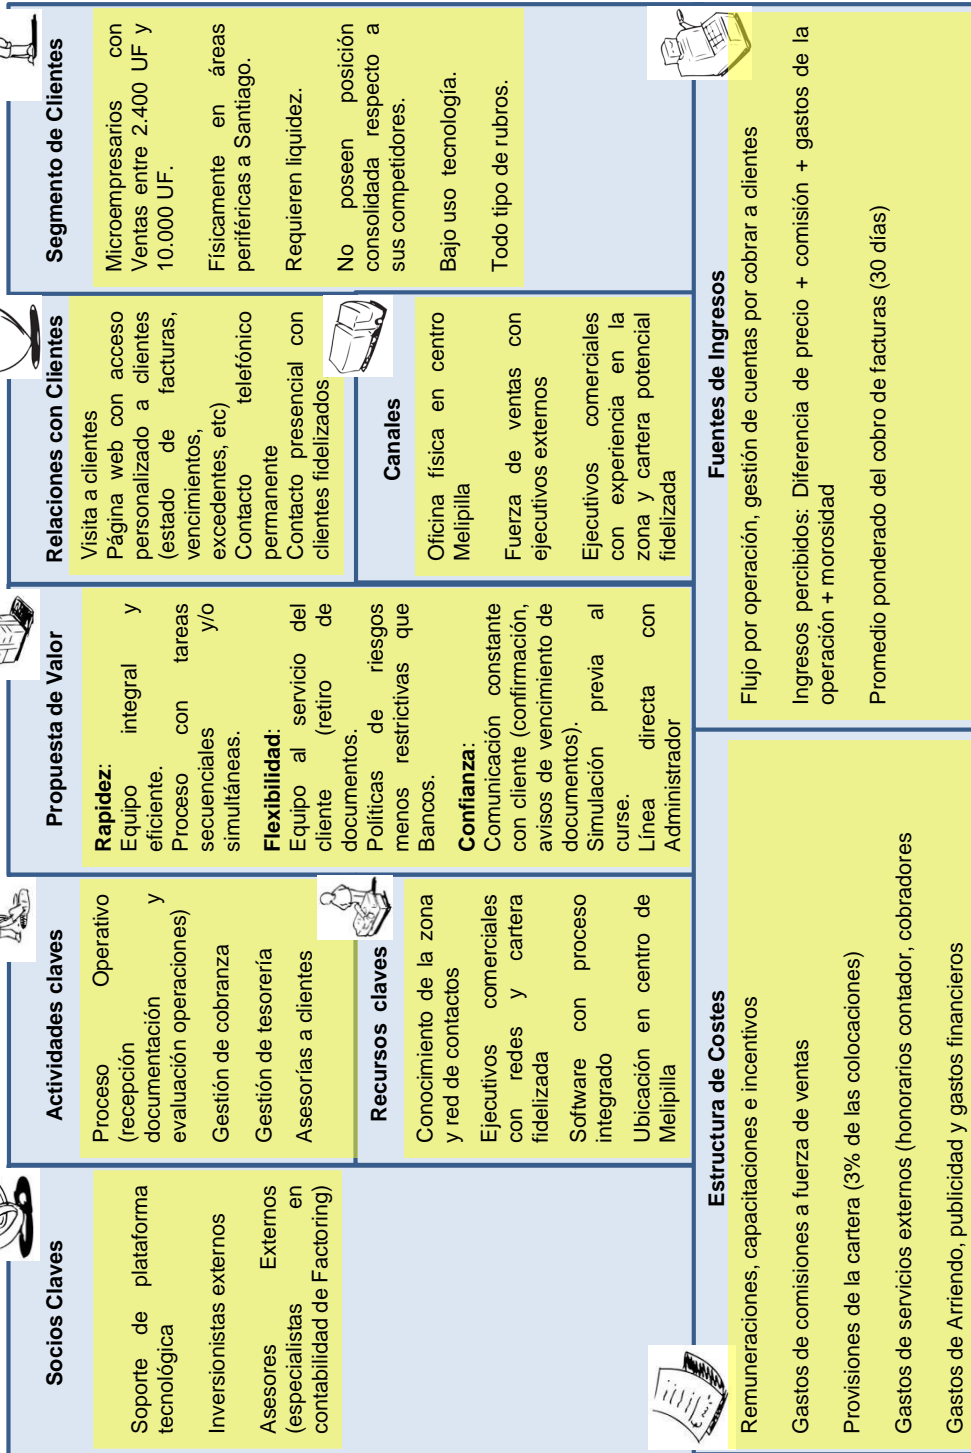 Socios Claves
Soporte de plataforma
tecnológica
Inversionistas externos
Asesores Externos
(especialistas en
contabilidad de Factoring)
Actividades claves
Proceso Operativo
(recepción
documentación y
evaluación operaciones)
Gestión de cobranza
Gestión de tesorería
Asesorías a clientes
Recursos claves
Conocimiento de la zona
y red de contactos
Ejecutivos comerciales
con redes y cartera
fidelizada
Software con proceso
integrado
Ubicación en centro de
Melipilla
Propuesta de Valor
Rapidez:
Equipo integral y
eficiente.
Proceso con tareas
secuenciales y/o
simultáneas.
Flexibilidad:
Equipo al servicio del
cliente (retiro de
documentos.
Políticas de riesgos
menos restrictivas que
Bancos.
Confianza:
Comunicación constante
con cliente (confirmación,
avisos de vencimiento de
documentos).
Simulación previa al
curse.
Línea directa con
Administrador
Relaciones con Clientes
Visita a clientes
Página web con acceso
personalizado a clientes
(estado de facturas,
vencimientos,
excedentes, etc)
Contacto telefónico
permanente
Contacto presencial con
clientes fidelizados
Canales
Oficina física en centro
Melipilla
Fuerza de ventas con
ejecutivos externos
Ejecutivos comerciales
con experiencia en la
zona y cartera potencial
fidelizada
Segmento de Clientes
Microempresarios con
Ventas entre 2.400 UF y
10.000 UF.
Físicamente en áreas
periféricas a Santiago.
Requieren liquidez.
No poseen posición
consolidada respecto a
sus competidores.
Bajo uso tecnología.
Todo tipo de rubros.
Estructura de Costes
Remuneraciones, capacitaciones e incentivos
Gastos de comisiones a fuerza de ventas
Provisiones de la cartera (3% de las colocaciones)
Gastos de servicios externos (honorarios contador, cobradores
Gastos de Arriendo, publicidad y gastos financieros
Fuentes de Ingresos
Flujo por operación, gestión de cuentas por cobrar a clientes
Ingresos percibidos: Diferencia de precio + comisión + gastos de la
operación + morosidad
Promedio ponderado del cobro de facturas (30 días)